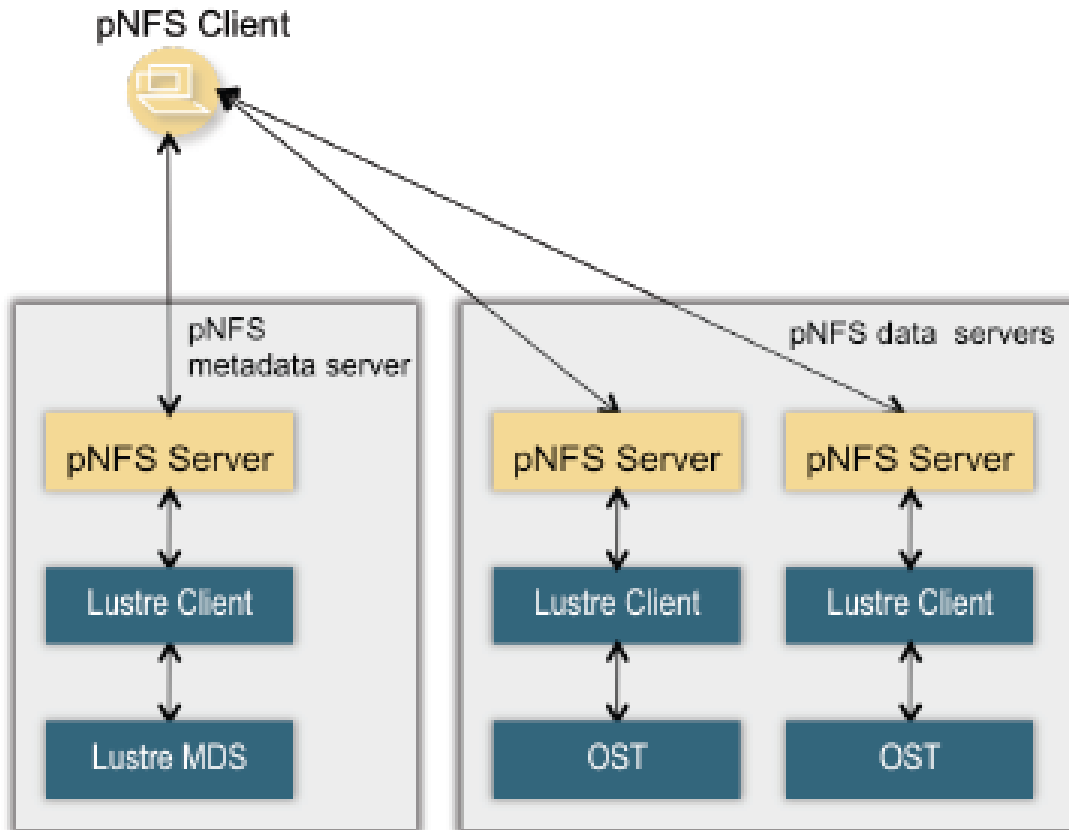 pNFS Client
pNFS
metadata server
pNFS data servers
pNFS Server
pNFS Server
pNFS Server
Lustre Client
Lustre Client
Lustre Client
Lustre MDS
OST
OST